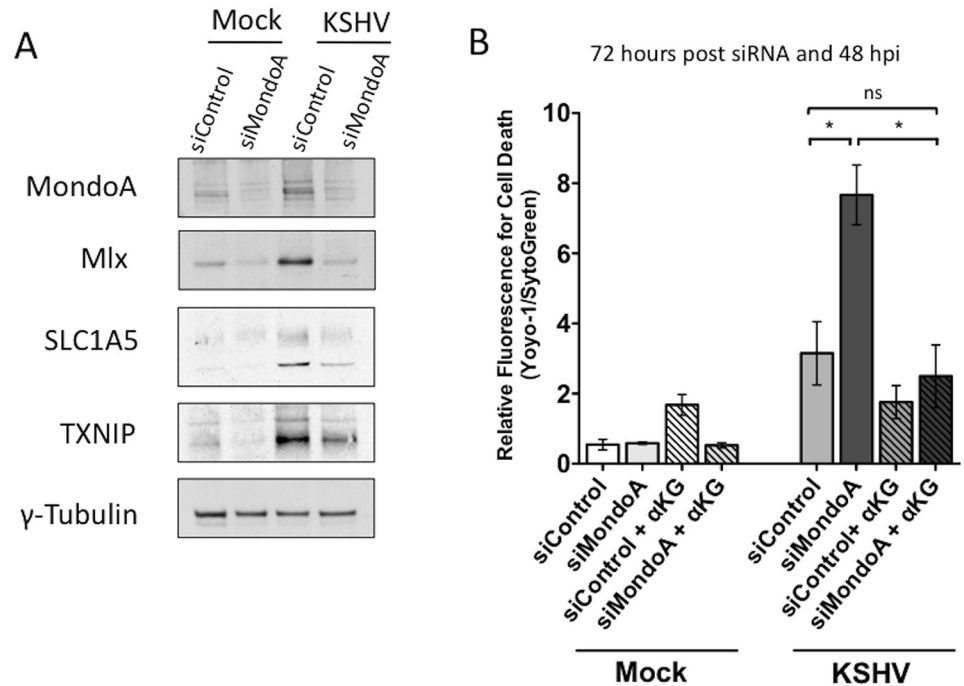 A
Mock
KSHV
siControl
siMondoA
siControl
siMondoA
MondoA
Mlx
SLC1A5
TXNIP
γ-Tubulin
B
72 hours post siRNA and 48 hpi
ns
*
*
Relative Fluorescence for Cell Death
(Yoyo-1/SytoGreen)
10
8
6
4
2
0
siControl
siMondoA
siControl + αKG
siMondoA + αKG
siControl
siMondoA
siControl+ αKG
siMondoA + αKG
Mock
KSHV